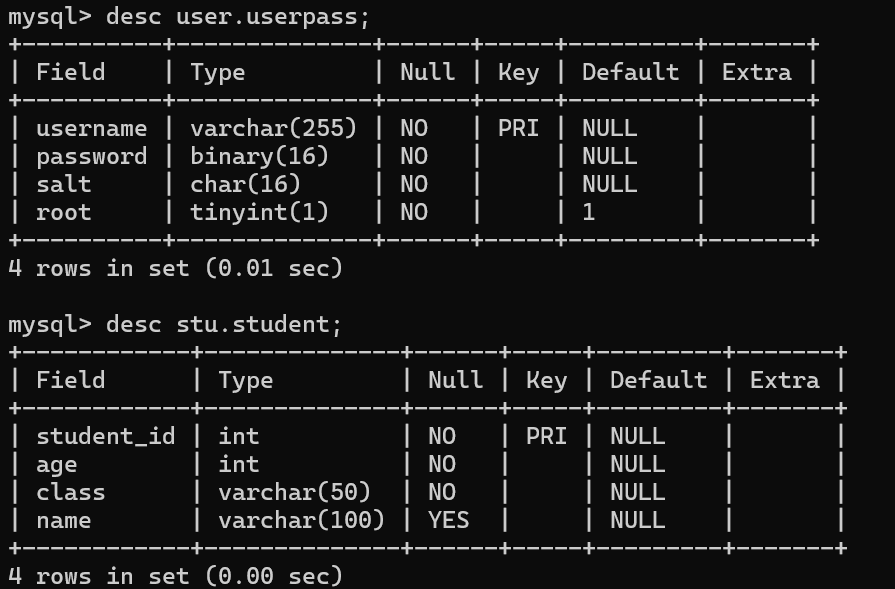 mysql> desc user.userpass;
+----------+--------------+------+-----+---------+-------+
| Field    | Type         | Null | Key | Default | Extra |
+----------+--------------+------+-----+---------+-------+
| username | varchar(255) | NO   | PRI | NULL    |       |
| password | binary(16)   | NO   |     | NULL    |       |
| salt     | char(16)     | NO   |     | NULL    |       |
| root     | tinyint(1)   | NO   |     | 1       |       |
+----------+--------------+------+-----+---------+-------+
4 rows in set (0.01 sec)

mysql> desc stu.student;
+------------+--------------+------+-----+---------+-------+
| Field      | Type         | Null | Key | Default | Extra |
+------------+--------------+------+-----+---------+-------+
| student_id | int          | NO   | PRI | NULL    |       |
| age        | int          | NO   |     | NULL    |       |
| class      | varchar(50)  | NO   |     | NULL    |       |
| name       | varchar(100) | YES  |     | NULL    |       |
+------------+--------------+------+-----+---------+-------+
4 rows in set (0.00 sec)